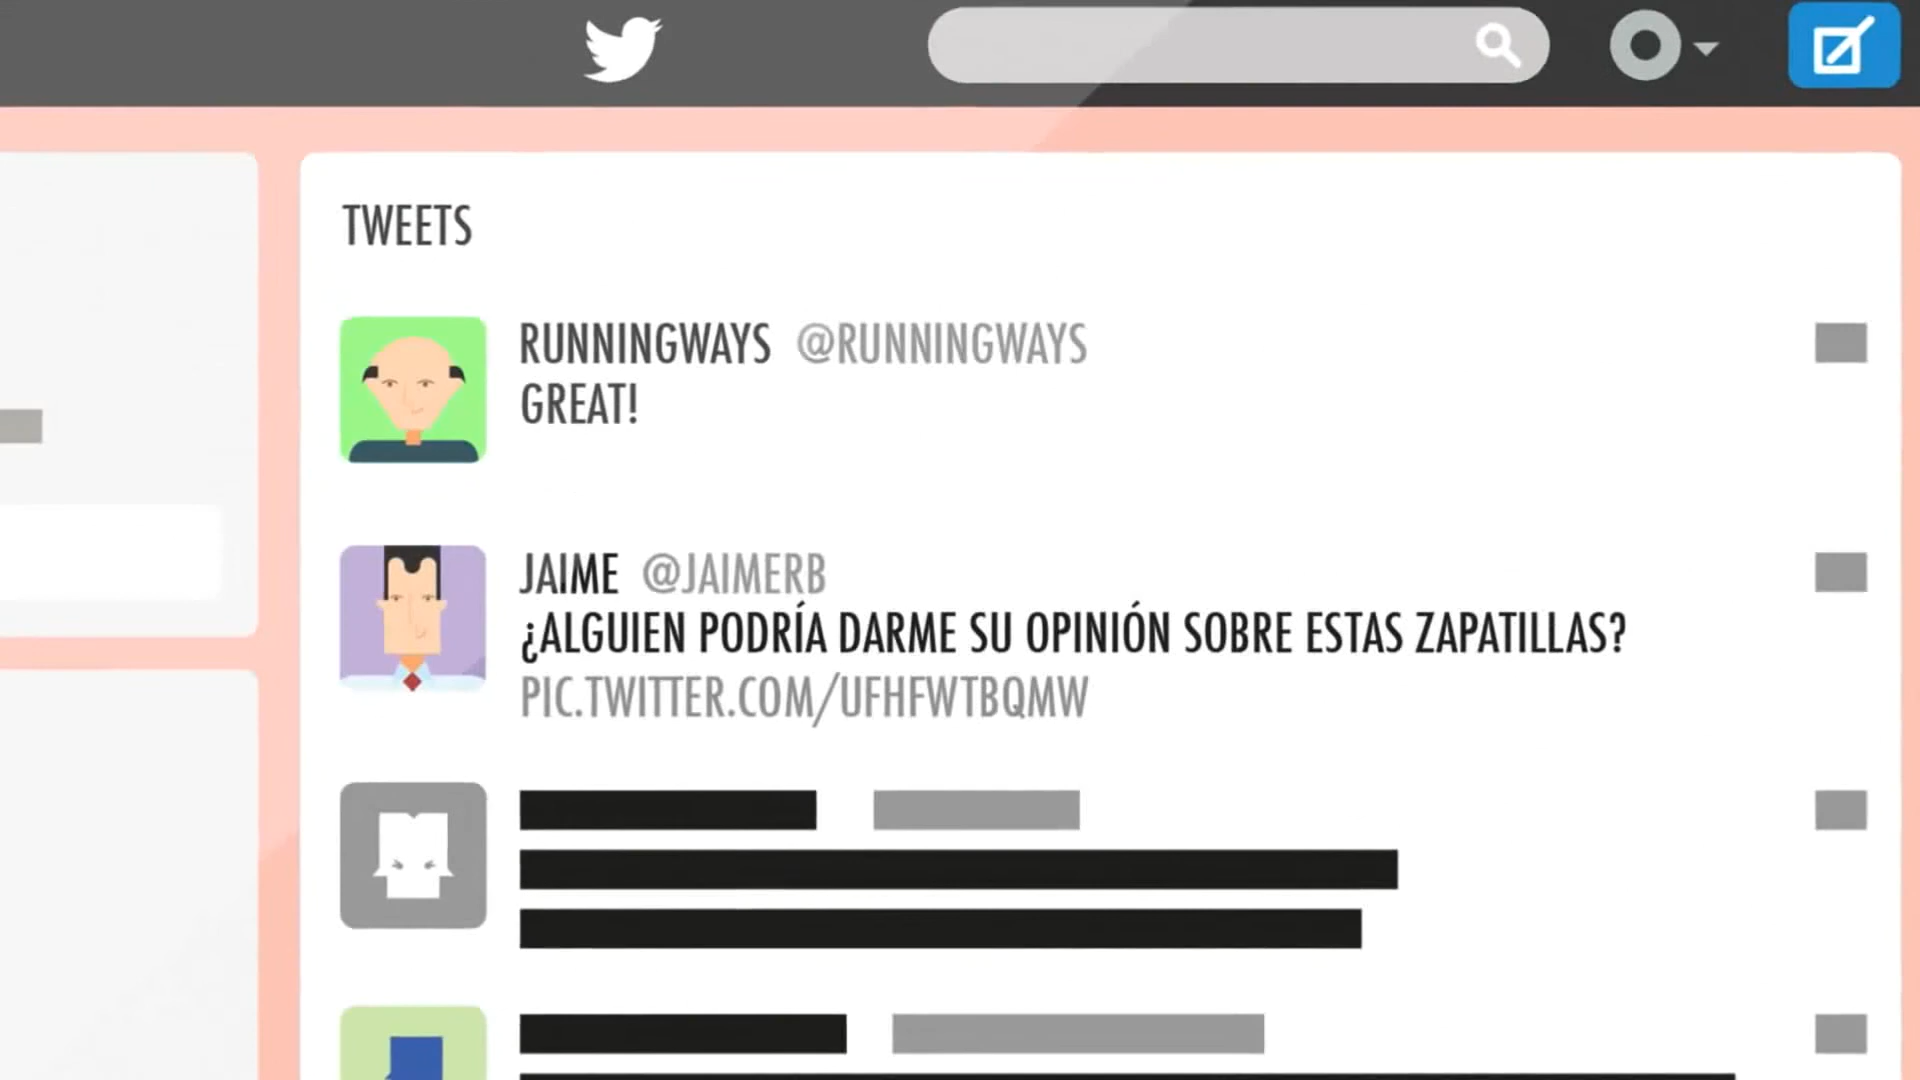 TWEETS
RUNNINGWAYS @RUNNINGWAYS
GREAT!
JAIME @JAIMERB
¿ALGUIEN PODRÍA DARME SU OPINIÓN SOBRE ESTAS ZAPATILLAS?
PIC.TWITTER.COM/UFHFWTBQMW